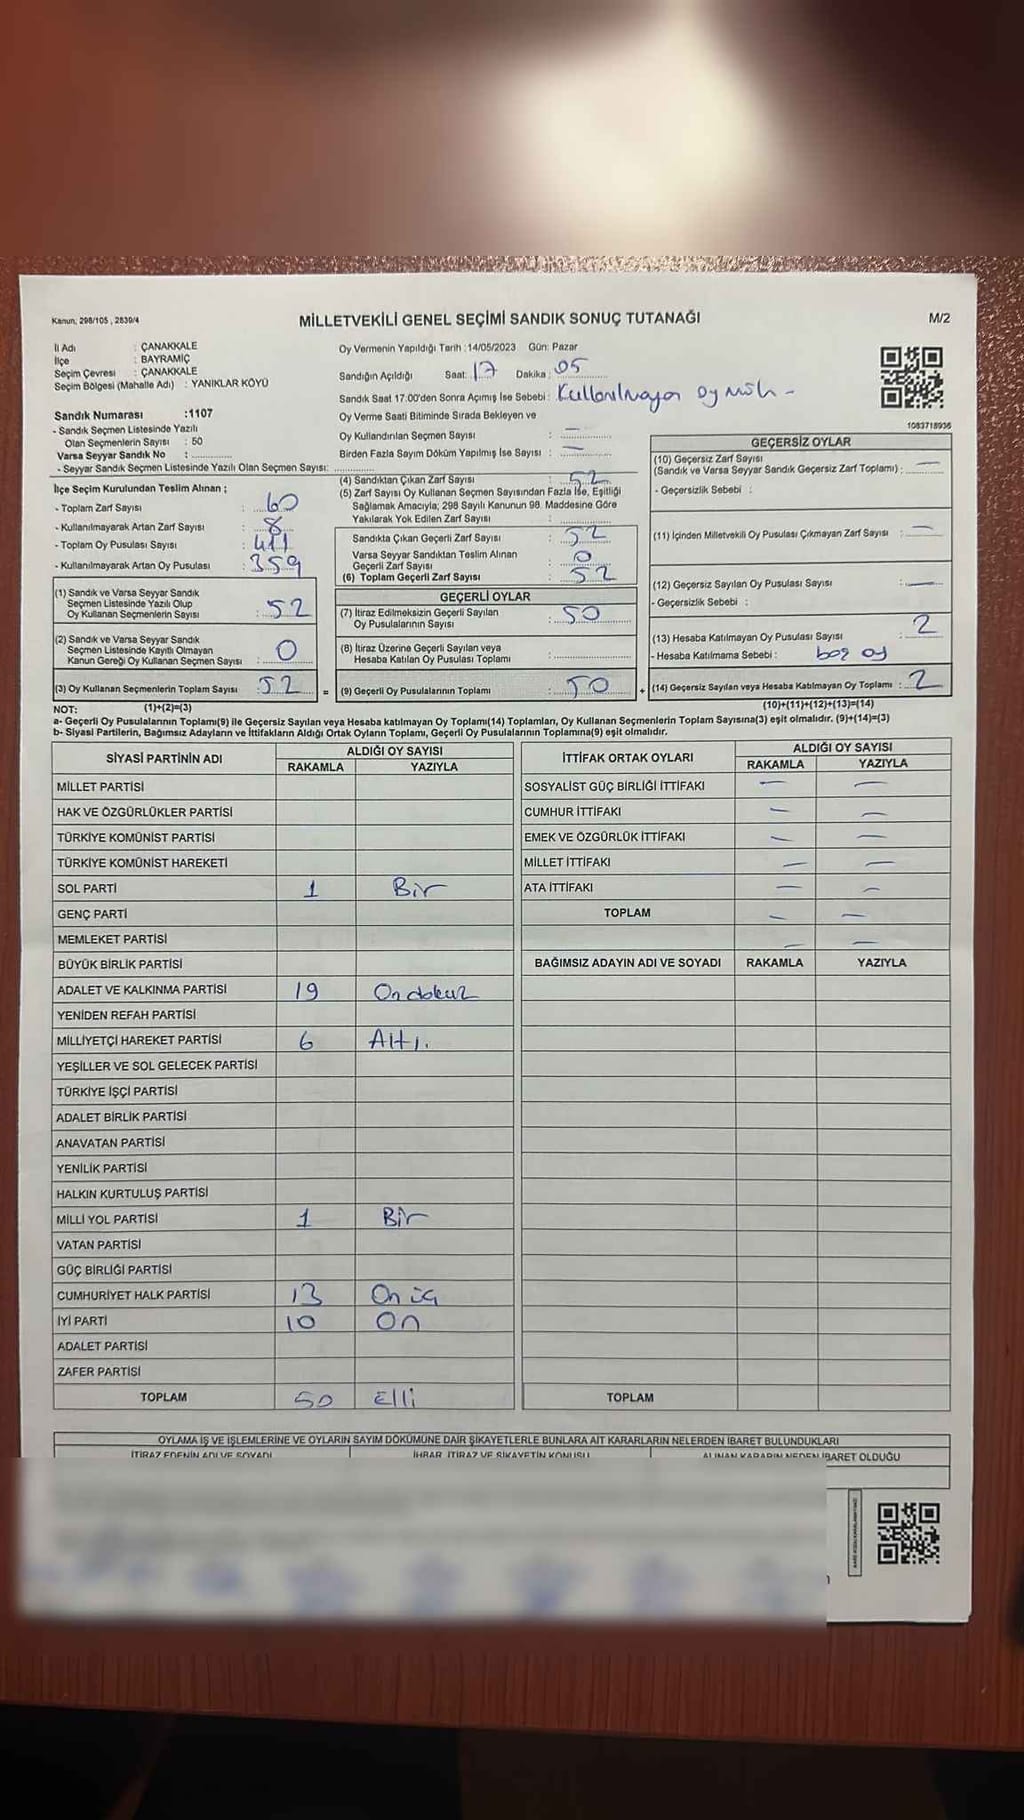 Kanun, 298/105 , 2839/4
MİLLETVEKİLİ GENEL SEÇİMİ SANDIK SONUÇ TUTANAĞI
M/2
İl Adı : ÇANAKKALE
İlçe : BAYRAMİÇ
Seçim Çevresi : ÇANAKKALE
Seçim Bölgesi (Mahalle Adı) : YANIKLAR KÖYÜ
Sandık Numarası :1107
- Sandık Seçmen Listesinde Yazılı
Olan Seçmenlerin Sayısı : 50
Varsa Seyyar Sandık No :
- Seyyar Sandık Seçmen Listesinde Yazılı Olan Seçmen Sayısı:
Oy Vermenin Yapıldığı Tarih :14/05/2023 Gün: Pazar
Sandığın Açıldığı Saat: 17 Dakika : 05
Sandık Saat 17.00'den Sonra Açımış İse Sebebi : Kullanılmayan oy
Oy Verme Saati Bitiminde Sırada Bekleyen ve
Oy Kullandırılan Seçmen Sayısı : —
Birden Fazla Sayım Döküm Yapılmış İse Sayısı : —
1083718936
İlçe Seçim Kurulundan Teslim Alınan ;
- Toplam Zarf Sayısı : 60
- Kullanılmayarak Artan Zarf Sayısı : 8
- Toplam Oy Pusulası Sayısı : 411
- Kullanılmayarak Artan Oy Pusulası : 359
(1) Sandık ve Varsa Seyyar Sandık
Seçmen Listesinde Yazılı Olup
Oy Kullanan Seçmenlerin Sayısı : 52
(2) Sandık ve Varsa Seyyar Sandık
Seçmen Listesinde Kayıtlı Olmayan
Kanun Gereği Oy Kullanan Seçmen Sayısı : 0
(3) Oy Kullanan Seçmenlerin Toplam Sayısı : 52 =
(4) Sandıktan Çıkan Zarf Sayısı : 52
(5) Zarf Sayısı Oy Kullanan Seçmen Sayısından Fazla İse, Eşitliği
Sağlamak Amacıyla; 298 Sayılı Kanunun 98. Maddesine Göre
Yakılarak Yok Edilen Zarf Sayısı :
Sandıkta Çıkan Geçerli Zarf Sayısı : 52
Varsa Seyyar Sandıktan Teslim Alınan
Geçerli Zarf Sayısı : 0
(6) Toplam Geçerli Zarf Sayısı : 52
GEÇERLİ OYLAR
(7) İtiraz Edilmeksizin Geçerli Sayılan
Oy Pusulalarının Sayısı : 50
(8) İtiraz Üzerine Geçerli Sayılan veya
Hesaba Katılan Oy Pusulası Toplamı :
(9) Geçerli Oy Pusulalarının Toplamı : 50 +
GEÇERSİZ OYLAR
(10) Geçersiz Zarf Sayısı
(Sandık ve Varsa Seyyar Sandık Geçersiz Zarf Toplamı) : —
- Geçersizlik Sebebi :
(11) İçinden Milletvekili Oy Pusulası Çıkmayan Zarf Sayısı : —
(12) Geçersiz Sayılan Oy Pusulası Sayısı : —
- Geçersizlik Sebebi :
(13) Hesaba Katılmayan Oy Pusulası Sayısı : 2
- Hesaba Katılmama Sebebi : boş oy
(14) Geçersiz Sayılan veya Hesaba Katılmayan Oy Toplamı : 2
NOT: (1)+(2)=(3) (10)+(11)+(12)+(13)=(14)
a- Geçerli Oy Pusulalarının Toplamı(9) ile Geçersiz Sayılan veya Hesaba katılmayan Oy Toplamı(14) Toplamları, Oy Kullanan Seçmenlerin Toplam Sayısına(3) eşit olmalıdır. (9)+(14)=(3)
b- Siyasi Partilerin, Bağımsız Adayların ve İttifakların Aldığı Ortak Oyların Toplamı, Geçerli Oy Pusulalarının Toplamına(9) eşit olmalıdır.
SİYASİ PARTİNİN ADI ALDIĞI OY SAYISI
RAKAMLA YAZIYLA
MİLLET PARTİSİ
HAK VE ÖZGÜRLÜKLER PARTİSİ
TÜRKİYE KOMÜNİST PARTİSİ
TÜRKİYE KOMÜNİST HAREKETİ
SOL PARTİ 1 Bir
GENÇ PARTİ
MEMLEKET PARTİSİ
BÜYÜK BİRLİK PARTİSİ
ADALET VE KALKINMA PARTİSİ 19 On dokuz
YENİDEN REFAH PARTİSİ
MİLLİYETÇİ HAREKET PARTİSİ 6 Altı.
YEŞİLLER VE SOL GELECEK PARTİSİ
TÜRKİYE İŞÇİ PARTİSİ
ADALET BİRLİK PARTİSİ
ANAVATAN PARTİSİ
YENİLİK PARTİSİ
HALKIN KURTULUŞ PARTİSİ
MİLLİ YOL PARTİSİ 1 Bir
VATAN PARTİSİ
GÜÇ BİRLİĞİ PARTİSİ
CUMHURİYET HALK PARTİSİ 13 On üç
İYİ PARTİ 10 On
ADALET PARTİSİ
ZAFER PARTİSİ
TOPLAM 50 Elli
İTTİFAK ORTAK OYLARI ALDIĞI OY SAYISI
RAKAMLA YAZIYLA
SOSYALİST GÜÇ BİRLİĞİ İTTİFAKI — —
CUMHUR İTTİFAKI — —
EMEK VE ÖZGÜRLÜK İTTİFAKI — —
MİLLET İTTİFAKI — —
ATA İTTİFAKI — —
TOPLAM — —
— —
BAĞIMSIZ ADAYIN ADI VE SOYADI RAKAMLA YAZIYLA
TOPLAM
OYLAMA İŞ VE İŞLEMLERİNE VE OYLARIN SAYIM DÖKÜMÜNE DAİR ŞİKAYETLERLE BUNLARA AİT KARARLARIN NELERDEN İBARET BULUNDUKLARI
İTİRAZ EDENİN ADI VE SOYADI İHBAR, İTİRAZ VE ŞİKAYETİN KONUSU ALINAN KARARIN NEDEN İBARET OLDUĞU